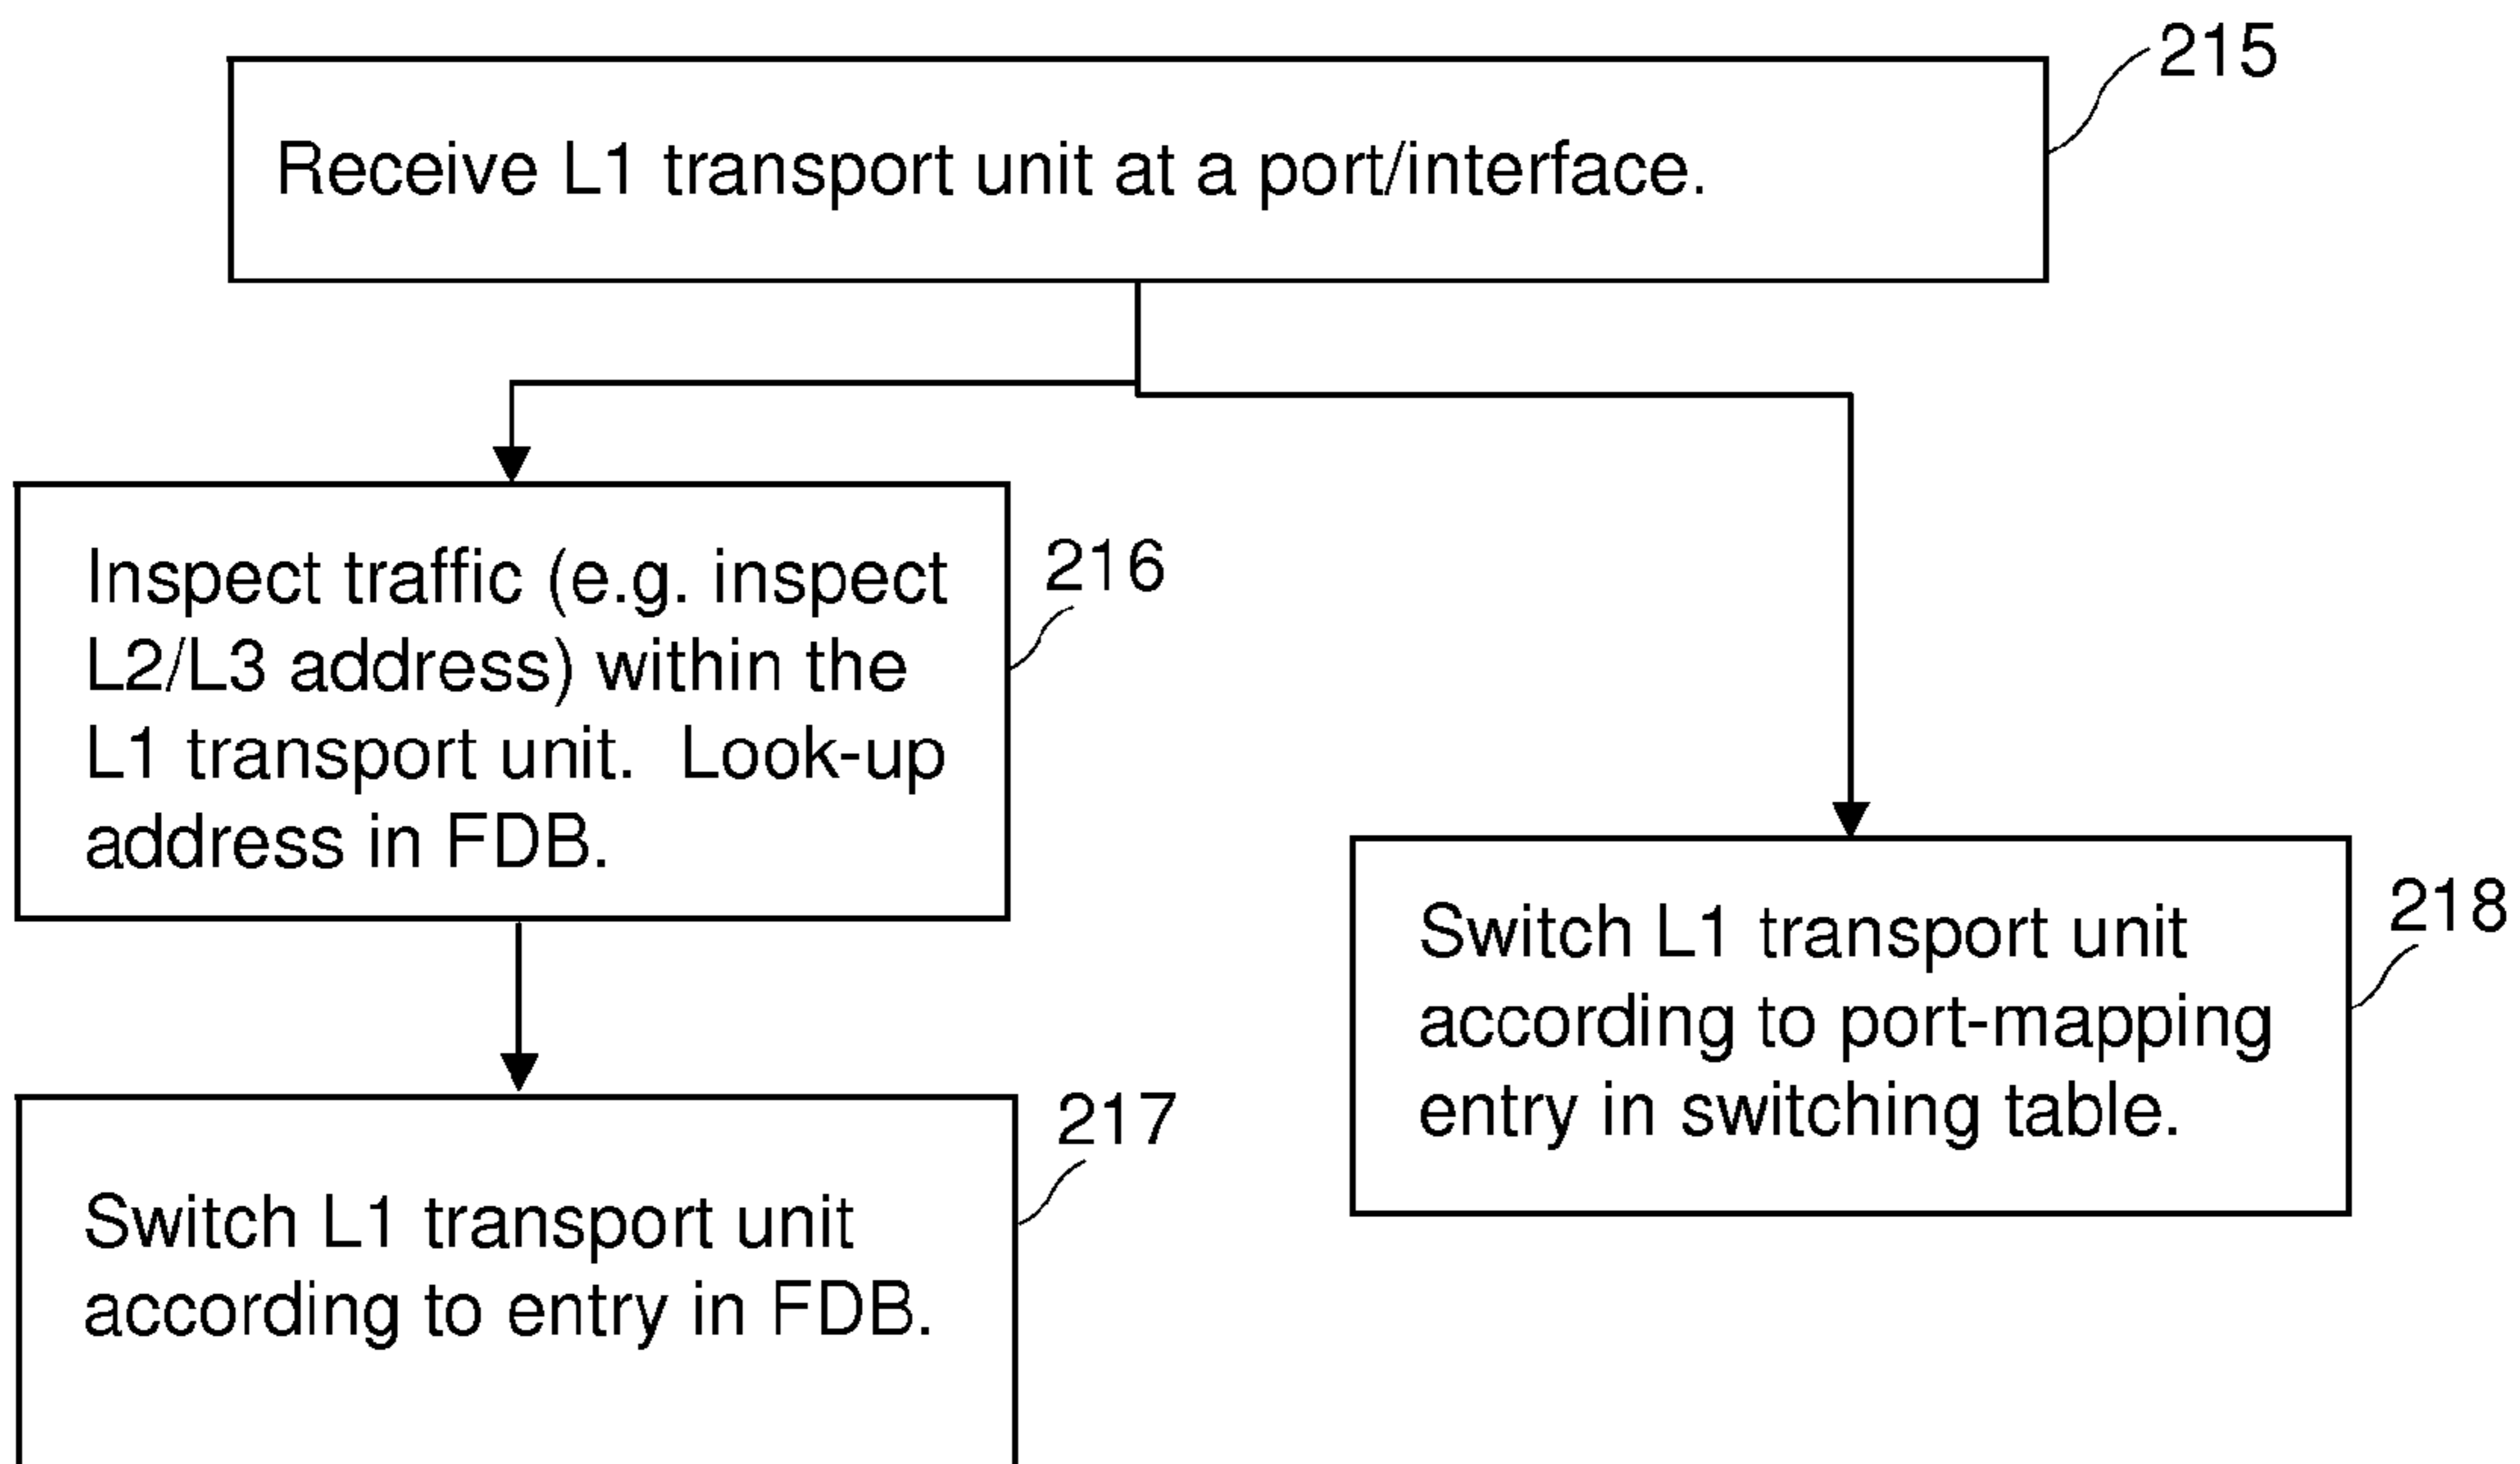 215
Receive L1 transport unit at a port/interface.
Inspect traffic (e.g. inspect
L2/L3 address) within the
L1 transport unit.  Look-up
address in FDB.
216
Switch L1 transport unit
according to port-mapping
entry in switching table.
218
Switch L1 transport unit
according to entry in FDB.
217